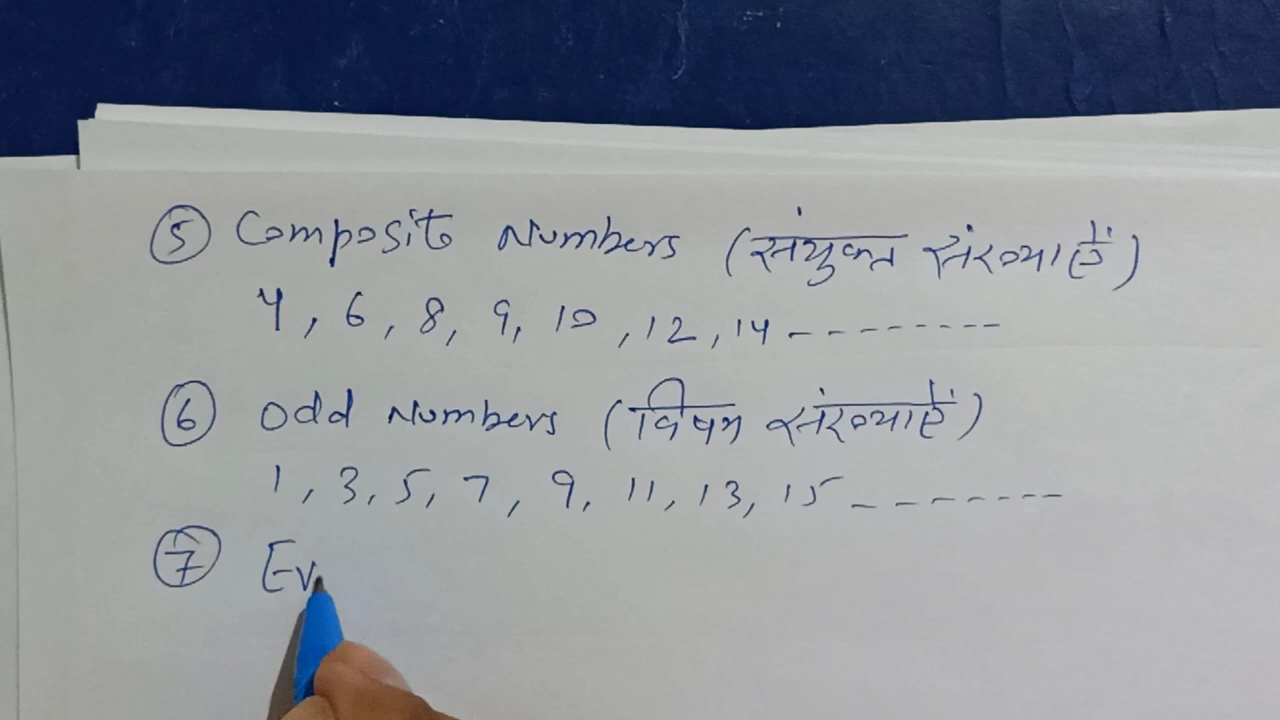 ⑤ Composite Numbers (संयुक्त संख्याएँ)
4, 6, 8, 9, 10, 12, 14 ---------
⑥ Odd Numbers (विषम संख्याएँ)
1, 3, 5, 7, 9, 11, 13, 15 --------
⑦ Ev